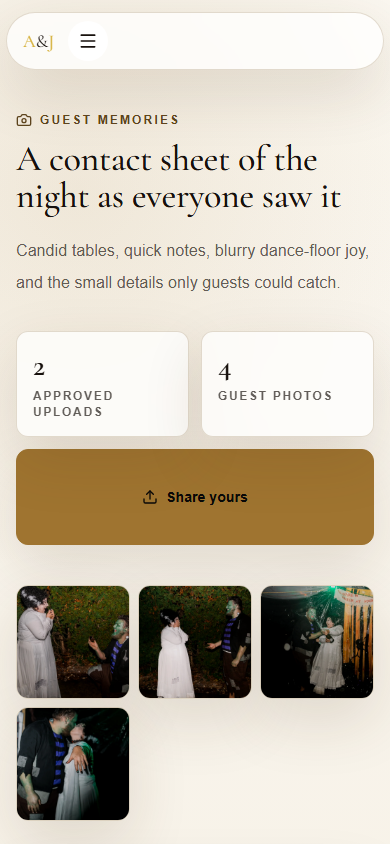 A&J
GUEST MEMORIES
A contact sheet of the
night as everyone saw it
Candid tables, quick notes, blurry dance-floor joy,
and the small details only guests could catch.
2
APPROVED
UPLOADS
4
GUEST PHOTOS
Share yours